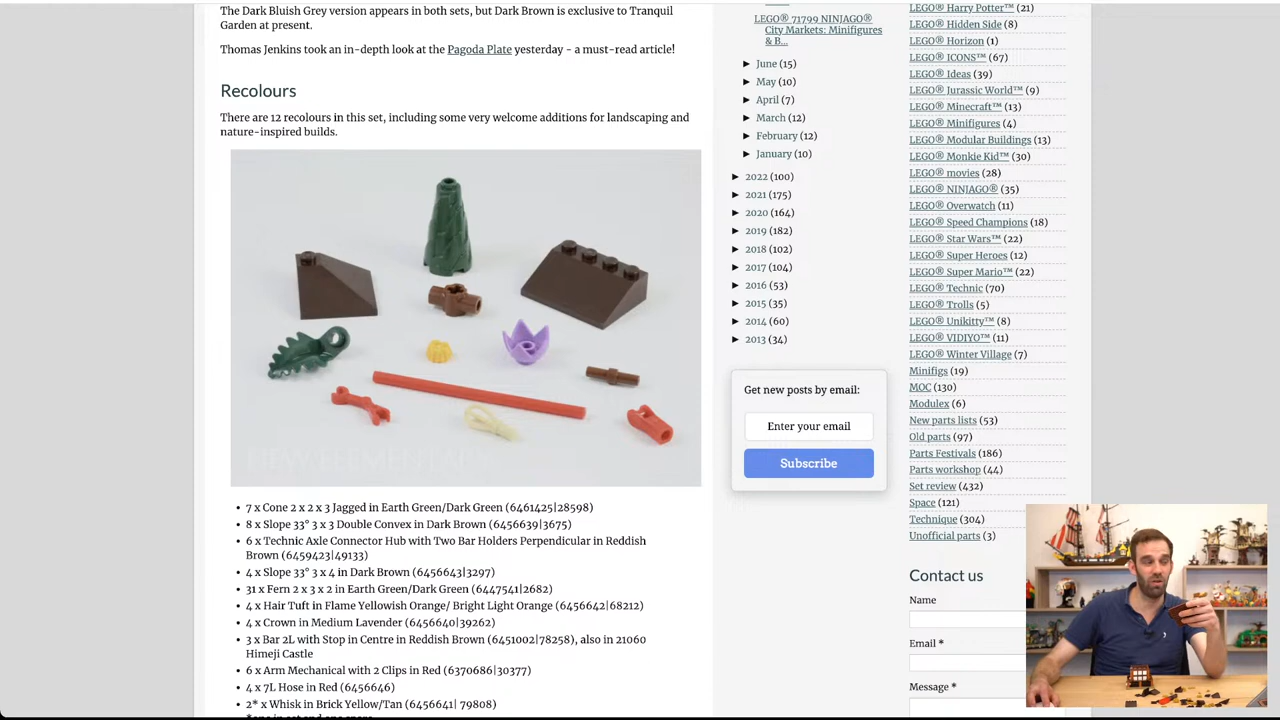 The Dark Bluish Grey version appears in both sets, but Dark Brown is exclusive to Tranquil
Garden at present.
Thomas Jenkins took an in-depth look at the Pagoda Plate yesterday - a must-read article!
Recolours
There are 12 recolours in this set, including some very welcome additions for landscaping and
nature-inspired builds.
• 7 x Cone 2 x 2 x 3 Jagged in Earth Green/Dark Green (6461425|28598)
• 8 x Slope 33° 3 x 3 Double Convex in Dark Brown (6456639|3675)
• 6 x Technic Axle Connector Hub with Two Bar Holders Perpendicular in Reddish
Brown (6459423|49133)
• 4 x Slope 33° 3 x 4 in Dark Brown (6456643|3297)
• 31 x Fern 2 x 3 x 2 in Earth Green/Dark Green (6447541|2682)
• 4 x Hair Tuft in Flame Yellowish Orange/ Bright Light Orange (6456642|68212)
• 4 x Crown in Medium Lavender (6456640|39262)
• 3 x Bar 2L with Stop in Centre in Reddish Brown (6451002|78258), also in 21060
Himeji Castle
• 6 x Arm Mechanical with 2 Clips in Red (6370686|30377)
• 4 x 7L Hose in Red (6456646)
• 2* x Whisk in Brick Yellow/Tan (6456641| 79808)
LEGO® 71799 NINJAGO®
City Markets: Minifigures
& B...
► June (15)
► May (10)
► April (7)
► March (12)
► February (12)
► January (10)
► 2022 (100)
► 2021 (175)
► 2020 (164)
► 2019 (182)
► 2018 (102)
► 2017 (104)
► 2016 (53)
► 2015 (35)
► 2014 (60)
► 2013 (34)
Get new posts by email:
Enter your email
Subscribe
LEGO® Harry Potter™ (21)
LEGO® Hidden Side (8)
LEGO® Horizon (1)
LEGO® ICONS™ (67)
LEGO® Ideas (39)
LEGO® Jurassic World™ (9)
LEGO® Minecraft™ (13)
LEGO® Minifigures (4)
LEGO® Modular Buildings (13)
LEGO® Monkie Kid™ (30)
LEGO® movies (28)
LEGO® NINJAGO® (35)
LEGO® Overwatch (11)
LEGO® Speed Champions (18)
LEGO® Star Wars™ (22)
LEGO® Super Heroes (12)
LEGO® Super Mario™ (22)
LEGO® Technic (70)
LEGO® Trolls (5)
LEGO® Unikitty™ (8)
LEGO® VIDIYO™ (11)
LEGO® Winter Village (7)
Minifigs (19)
MOC (130)
Modulex (6)
New parts lists (53)
Old parts (97)
Parts Festivals (186)
Parts workshop (44)
Set review (432)
Space (121)
Technique (304)
Unofficial parts (3)
Contact us
Name
Email *
Message *